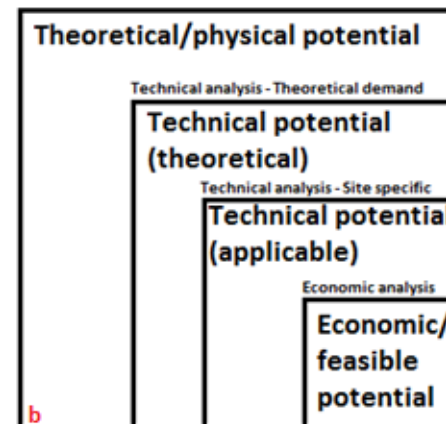 Theoretical/physical potential
Technical analysis - Theoretical demand
Technical potential
(theoretical)
Technical analysis - Site specific
Technical potential
(applicable)
Economic analysis
Economic/
feasible
potential
b